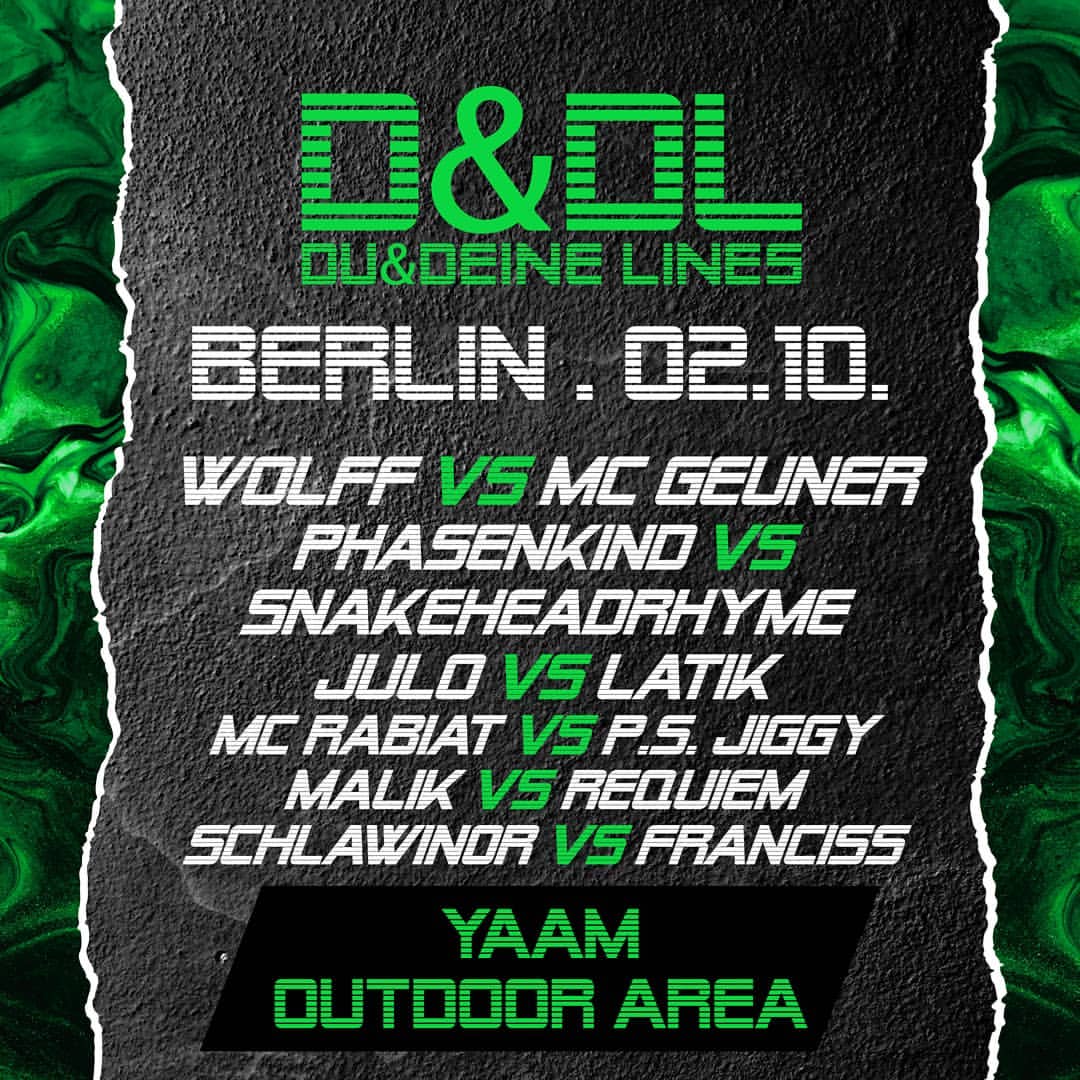 D&DL
DU&DEINE LINES
BERLIN . 02.10.
WOLFF VS MC GEUNER
PHASENKIND VS
SNAKEHEADRHYME
JULO VS LATIK
MC RABIAT VS P.S. JIGGY
MALIK VS REQUIEM
SCHLAWINOR VS FRANCISS
YAAM
OUTDOOR AREA